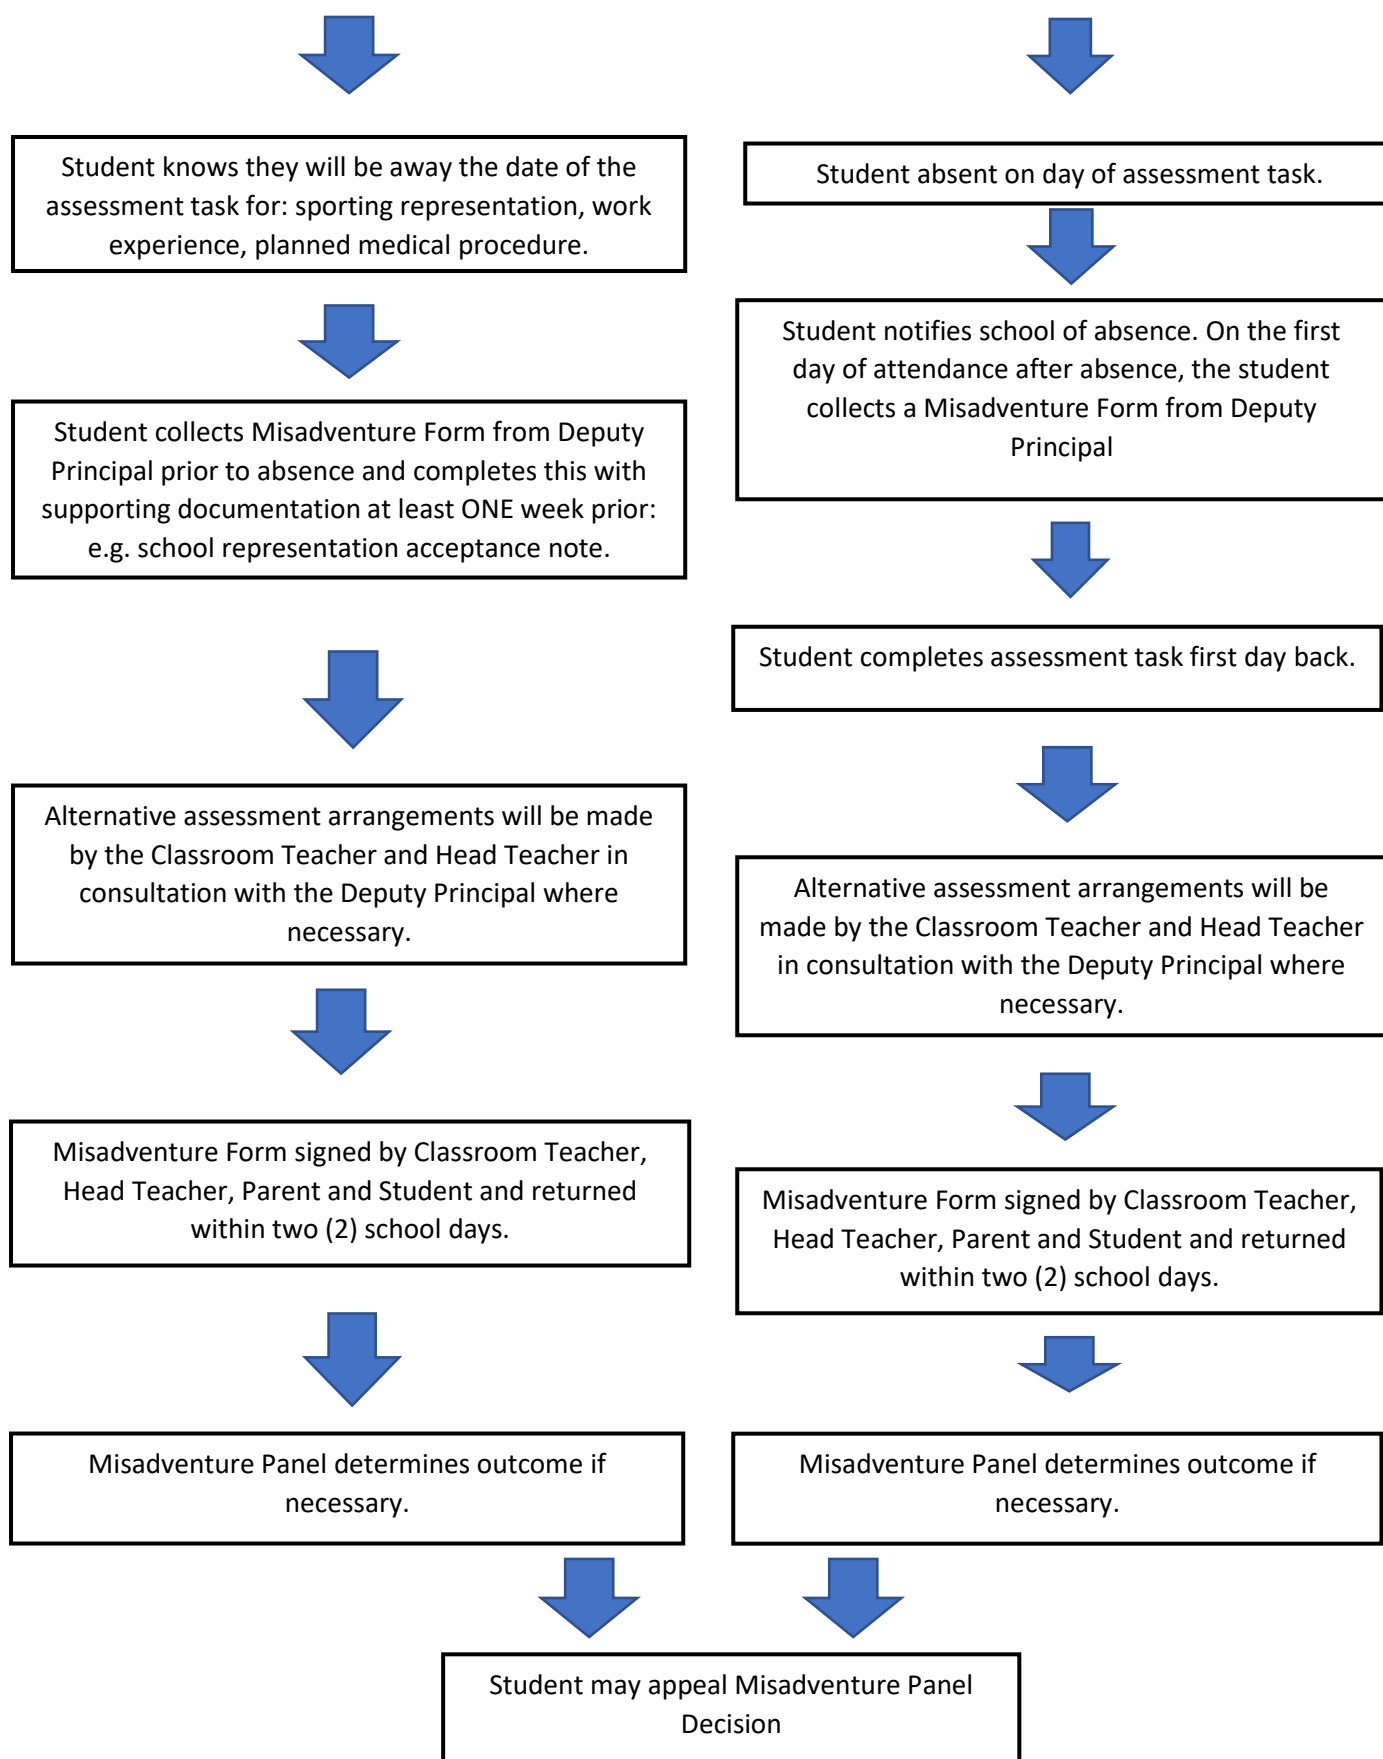 Student knows they will be away the date of the
assessment task for: sporting representation, work
experience, planned medical procedure.
Student collects Misadventure Form from Deputy
Principal prior to absence and completes this with
supporting documentation at least ONE week prior:
e.g. school representation acceptance note.
Alternative assessment arrangements will be made
by the Classroom Teacher and Head Teacher in
consultation with the Deputy Principal where
necessary.
Misadventure Form signed by Classroom Teacher,
Head Teacher, Parent and Student and returned
within two (2) school days.
Misadventure Panel determines outcome if
necessary.
Student absent on day of assessment task.
Student notifies school of absence. On the first
day of attendance after absence, the student
collects a Misadventure Form from Deputy
Principal
Student completes assessment task first day back.
Alternative assessment arrangements will be
made by the Classroom Teacher and Head Teacher
in consultation with the Deputy Principal where
necessary.
Misadventure Form signed by Classroom Teacher,
Head Teacher, Parent and Student and returned
within two (2) school days.
Misadventure Panel determines outcome if
necessary.
Student may appeal Misadventure Panel
Decision